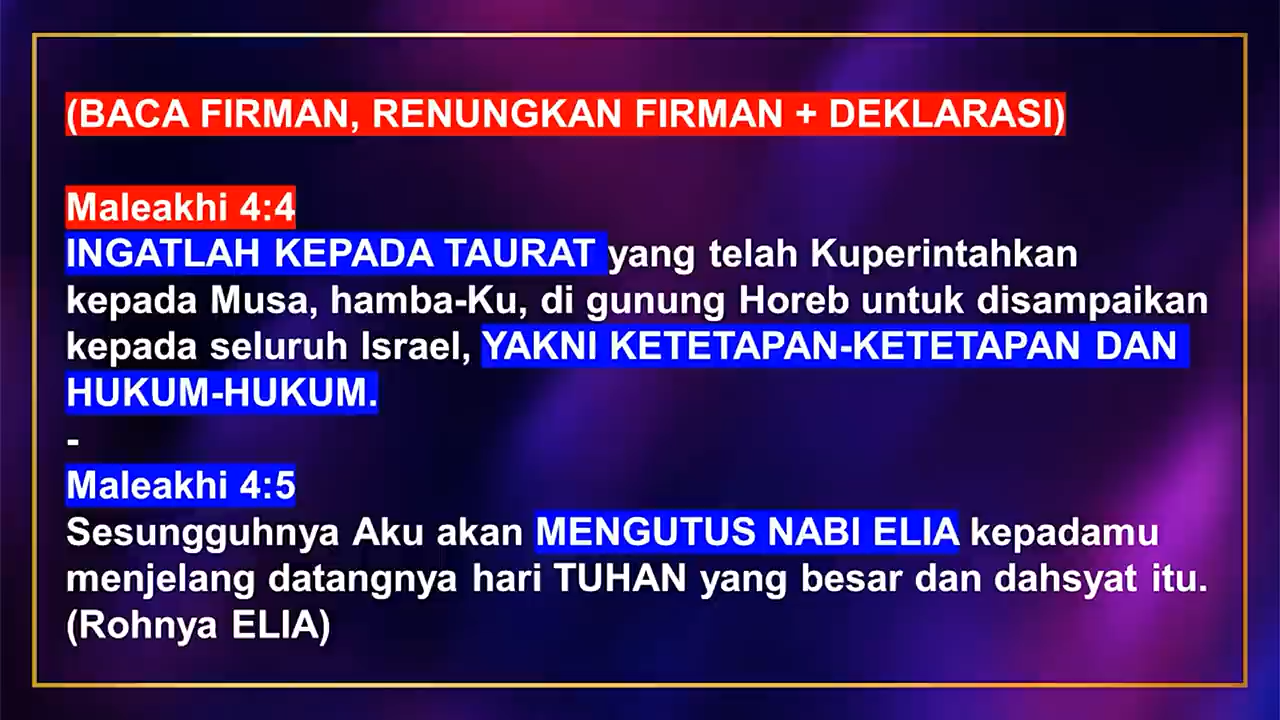 (BACA FIRMAN, RENUNGKAN FIRMAN + DEKLARASI)
Maleakhi 4:4
INGATLAH KEPADA TAURAT yang telah Kuperintahkan
kepada Musa, hamba-Ku, di gunung Horeb untuk disampaikan
kepada seluruh Israel, YAKNI KETETAPAN-KETETAPAN DAN
HUKUM-HUKUM.
-
Maleakhi 4:5
Sesungguhnya Aku akan MENGUTUS NABI ELIA kepadamu
menjelang datangnya hari TUHAN yang besar dan dahsyat itu.
(Rohnya ELIA)